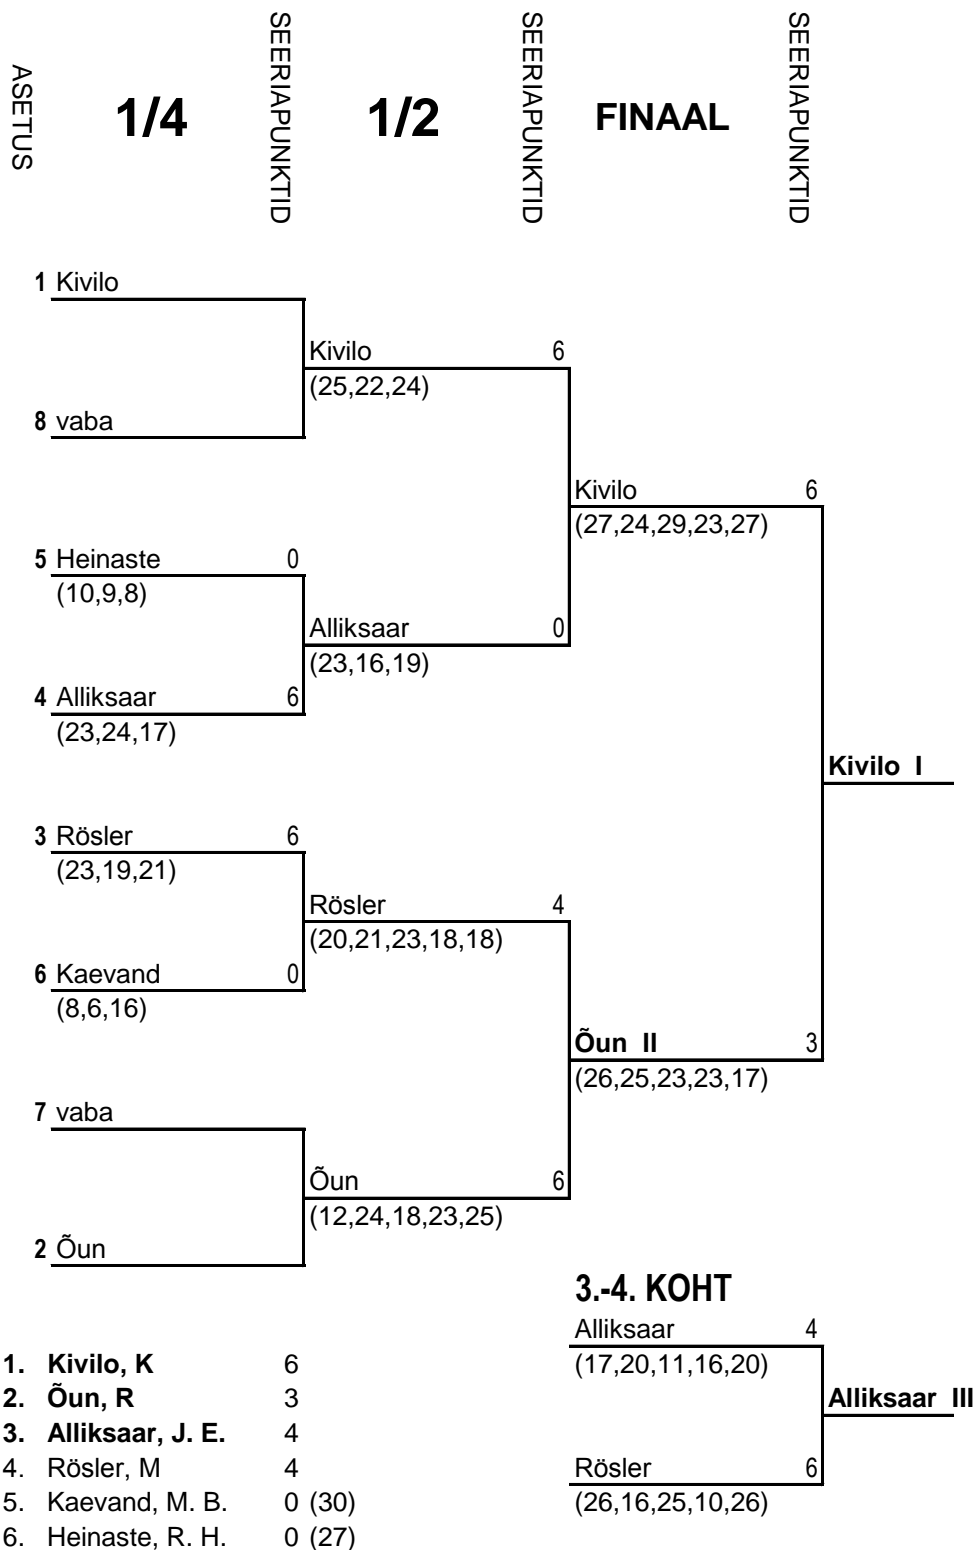 ASETUS 1/4 SEERIAPUNKTID 1/2 SEERIAPUNKTID FINAAL SEERIAPUNKTID
1 Kivilo
Kivilo 6
(25,22,24)
8 vaba
Kivilo 6
(27,24,29,23,27)
5 Heinaste 0
(10,9,8)
Alliksaar 0
(23,16,19)
4 Alliksaar 6
(23,24,17)
Kivilo I
3 Rösler 6
(23,19,21)
Rösler 4
(20,21,23,18,18)
6 Kaevand 0
(8,6,16)
Õun II 3
(26,25,23,23,17)
7 vaba
Õun 6
(12,24,18,23,25)
2 Õun
3.-4. KOHT
Alliksaar 4
(17,20,11,16,20)
Alliksaar III
Rösler 6
(26,16,25,10,26)
1. Kivilo, K 6
2. Õun, R 3
3. Alliksaar, J. E. 4
4. Rösler, M 4
5. Kaevand, M. B. 0 (30)
6. Heinaste, R. H. 0 (27)